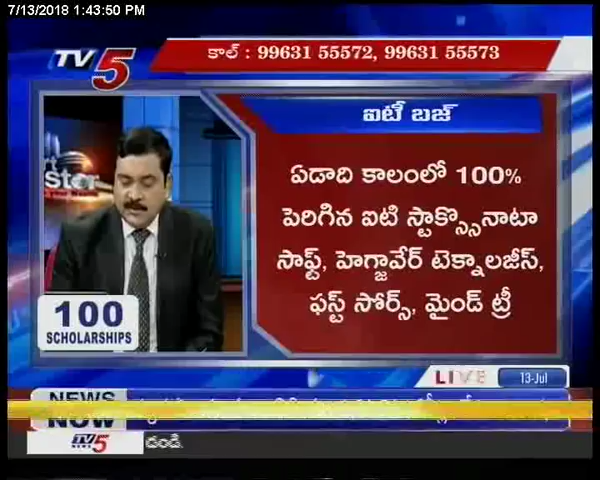 7/13/2018 1:43:50 PM
TV5
కాల్ : 99631 55572, 99631 55573
ఐటీ బజ్
ఏడాది కాలంలో 100%
పెరిగిన ఐటి స్టాక్స్సొనాటా
సాఫ్ట్, హెగ్జావేర్ టెక్నాలజీస్,
ఫస్ట్ సోర్స్, మైండ్ ట్రీ
Star
100
SCHOLARSHIPS
LIVE
13-Jul
NEWS
NOW
TV5
దండి.